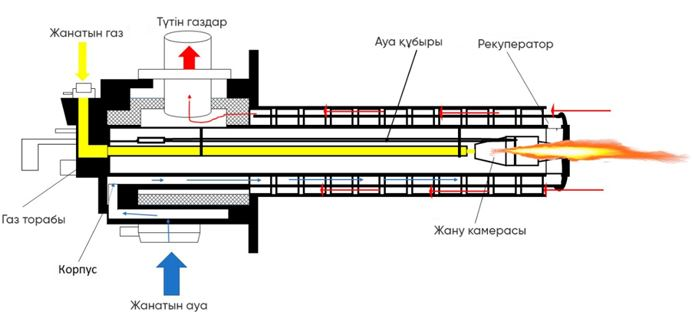 Түтін газдар
Жанатын газ
Ауа құбыры
Рекуператор
Газ торабы
Жану камерасы
Корпус
Жанатын ауа